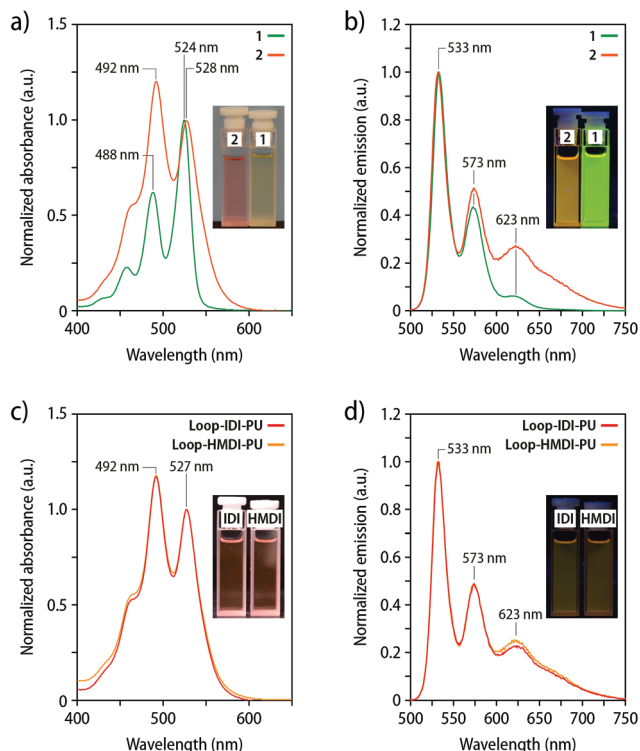 a)
1
2
524 nm
492 nm
528 nm
488 nm
2 1
Normalized absorbance (a.u.)
1.5
1.0
0.5
0
400 450 500 550 600
Wavelength (nm)
b)
1
2
533 nm
573 nm
623 nm
2 1
Normalized emission (a.u.)
1.2
1.0
0.8
0.6
0.4
0.2
0
500 550 600 650 700 750
Wavelength (nm)
c)
Loop-IDI-PU
Loop-HMDI-PU
492 nm
527 nm
IDI HMDI
Normalized absorbance (a.u.)
1.5
1.0
0.5
0
400 450 500 550 600
Wavelength (nm)
d)
Loop-IDI-PU
Loop-HMDI-PU
533 nm
573 nm
623 nm
IDI HMDI
Normalized emission (a.u.)
1.2
1.0
0.8
0.6
0.4
0.2
0
500 550 600 650 700 750
Wavelength (nm)